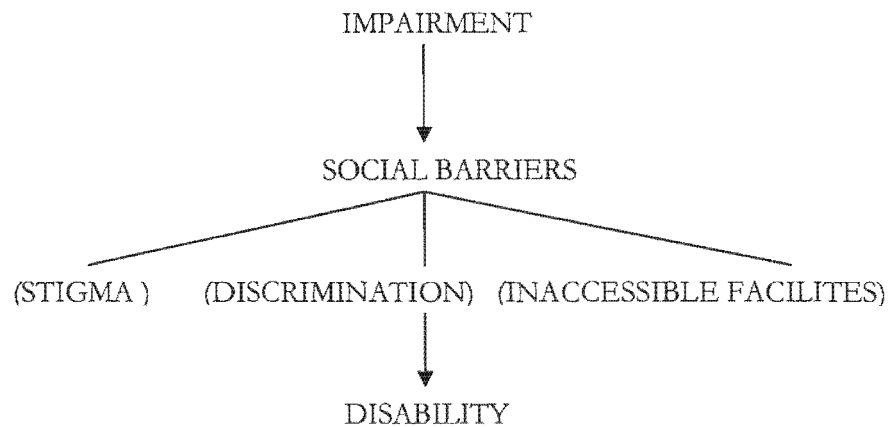 IMPAIRMENT
SOCIAL BARRIERS
(STIGMA ) (DISCRIMINATION) (INACCESSIBLE FACILITES)
DISABILITY